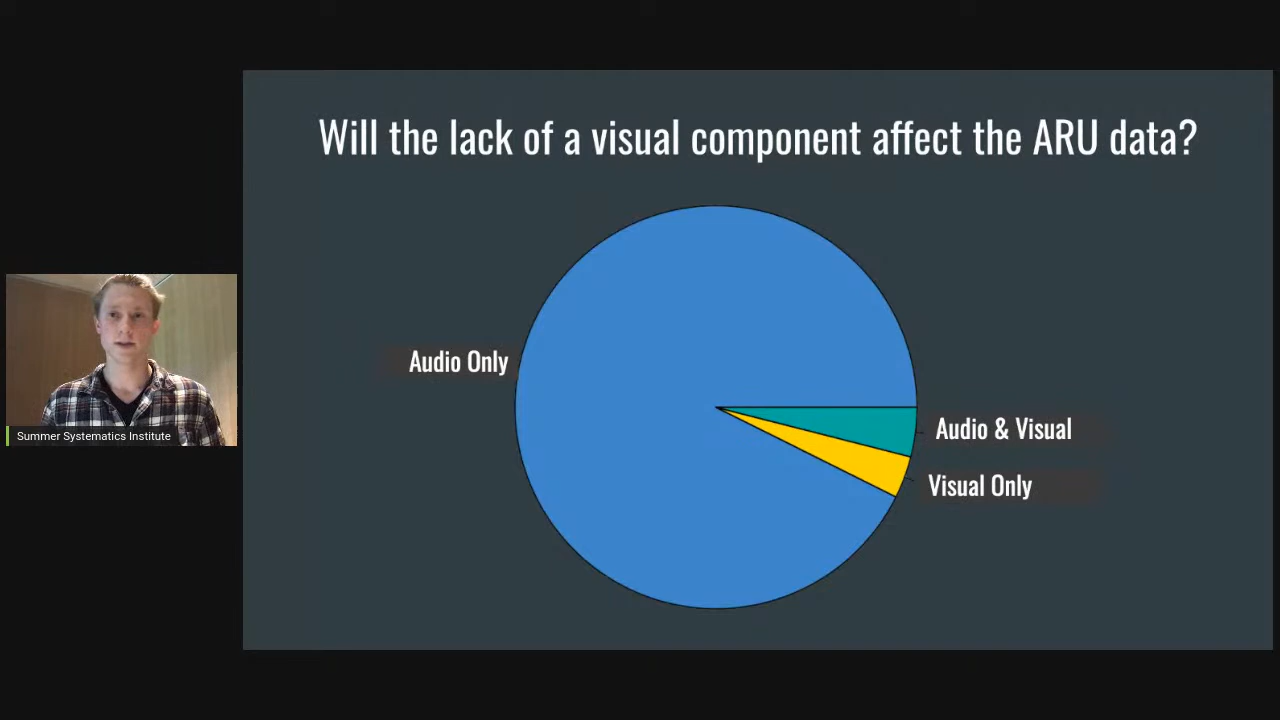 Will the lack of a visual component affect the ARU data?
Audio Only
Audio & Visual
Visual Only
Summer Systematics Institute